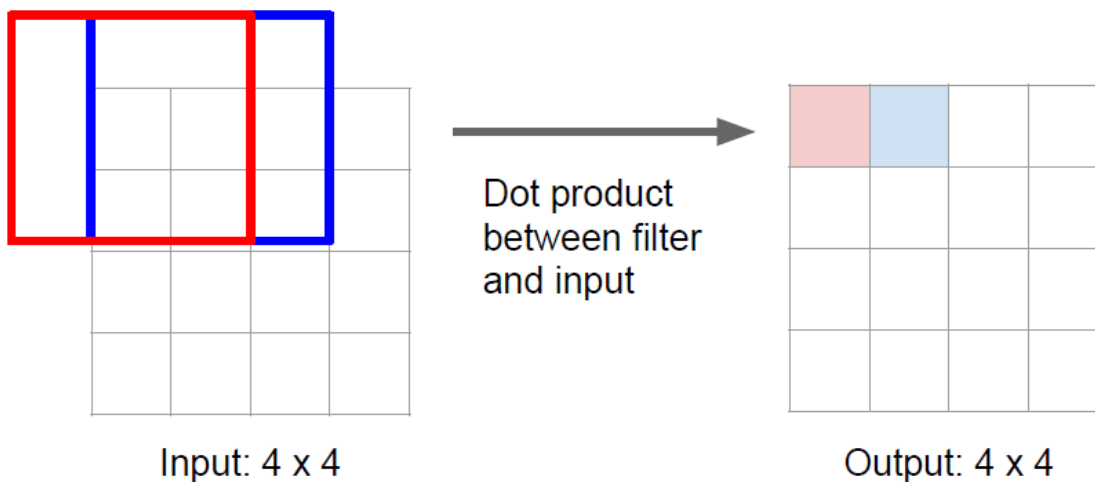 Dot product
between filter
and input
Input: 4 x 4
Output: 4 x 4